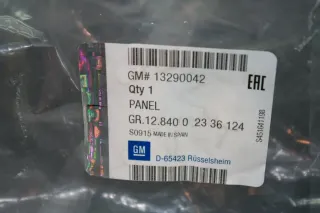 GM# 13290042
EAC
Qty 1
PANEL
GR.12.840 0 23 36 124
S0915 MADE IN SPAIN
GM
D-65423 Rüsselsheim